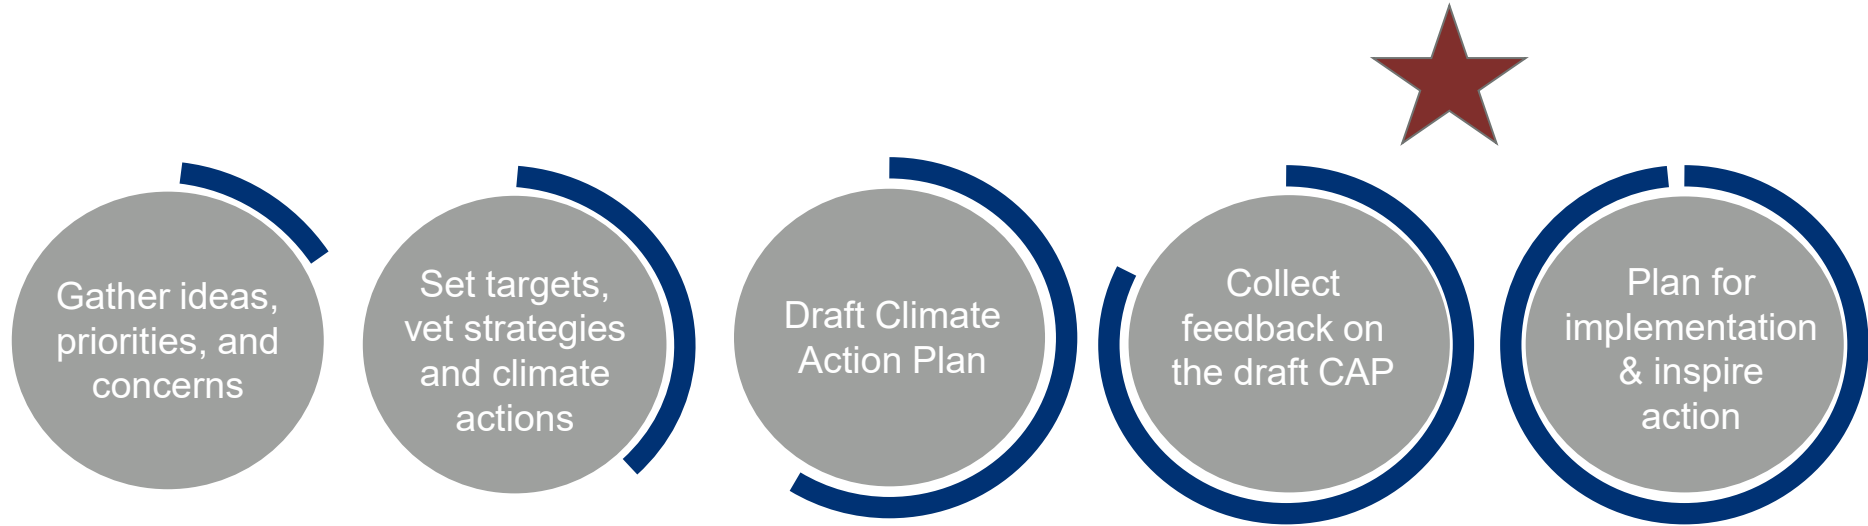 Gather ideas,
priorities, and
concerns
Set targets,
vet strategies
and climate
actions
Draft Climate
Action Plan
Collect
feedback on
the draft CAP
Plan for
implementation
& inspire
action